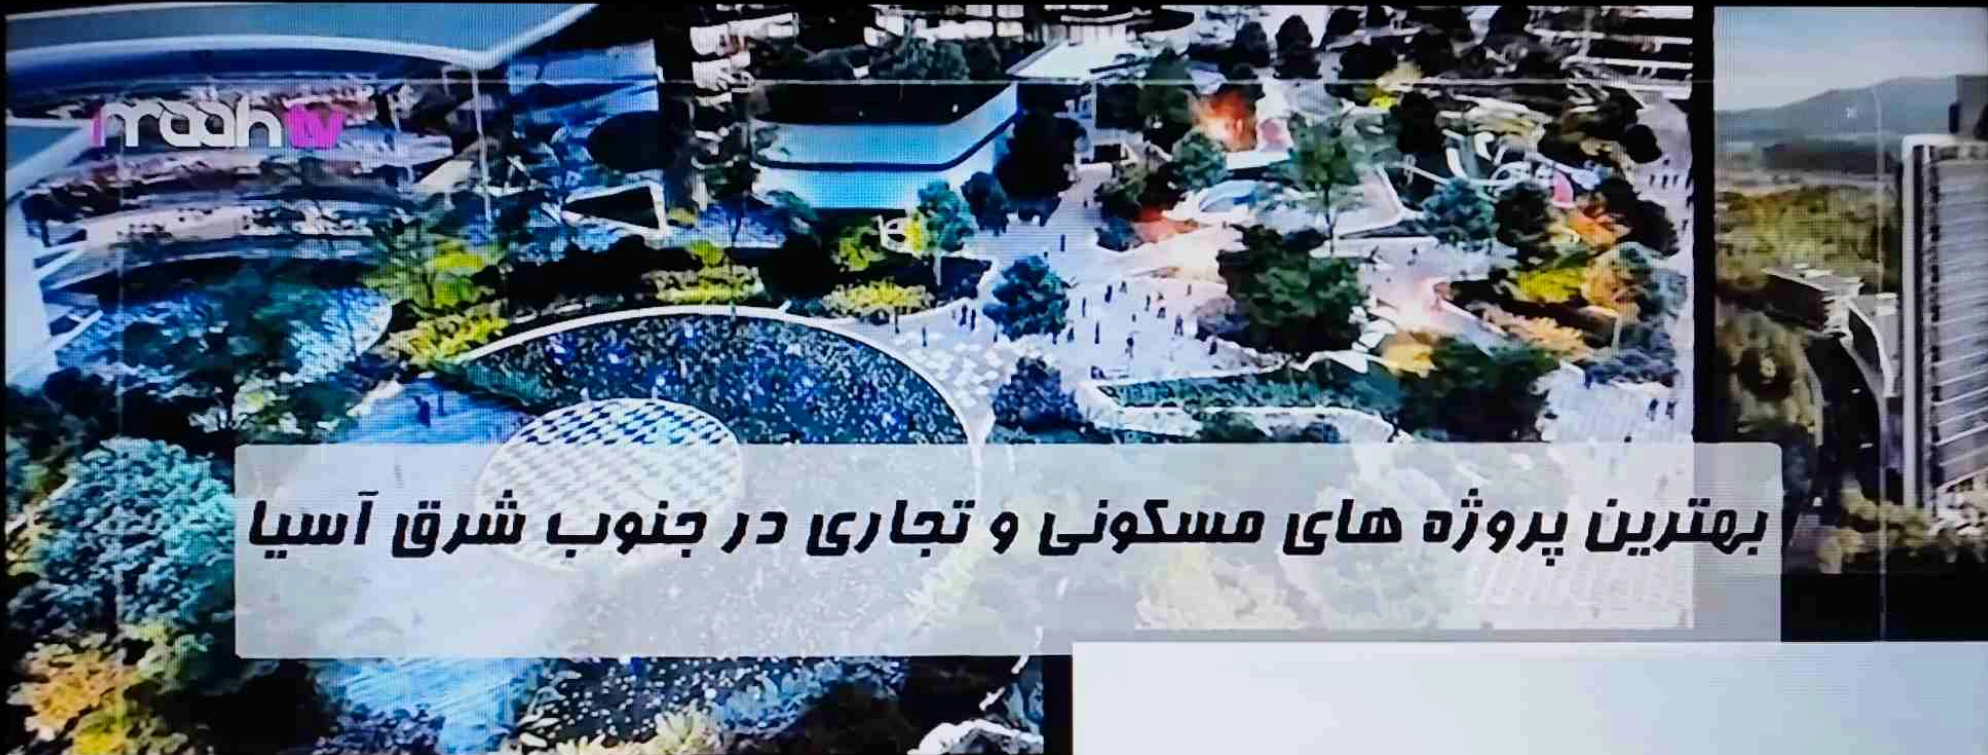 maahtv
بهترین پروژه های مسکونی و تجاری در جنوب شرق آسیا